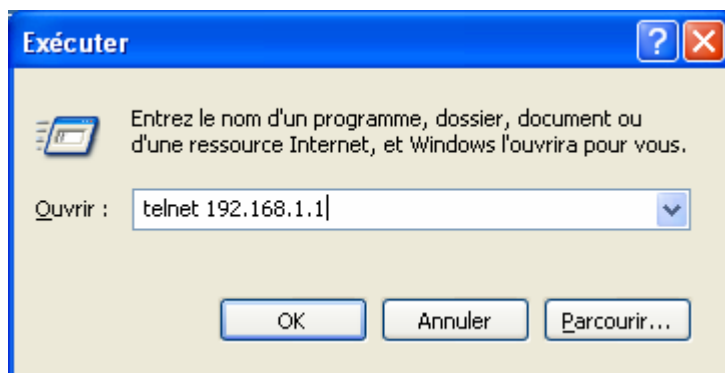 Exécuter
Entrez le nom d'un programme, dossier, document ou
d'une ressource Internet, et Windows l'ouvrira pour vous.
Ouvrir : telnet 192.168.1.1
OK Annuler Parcourir...